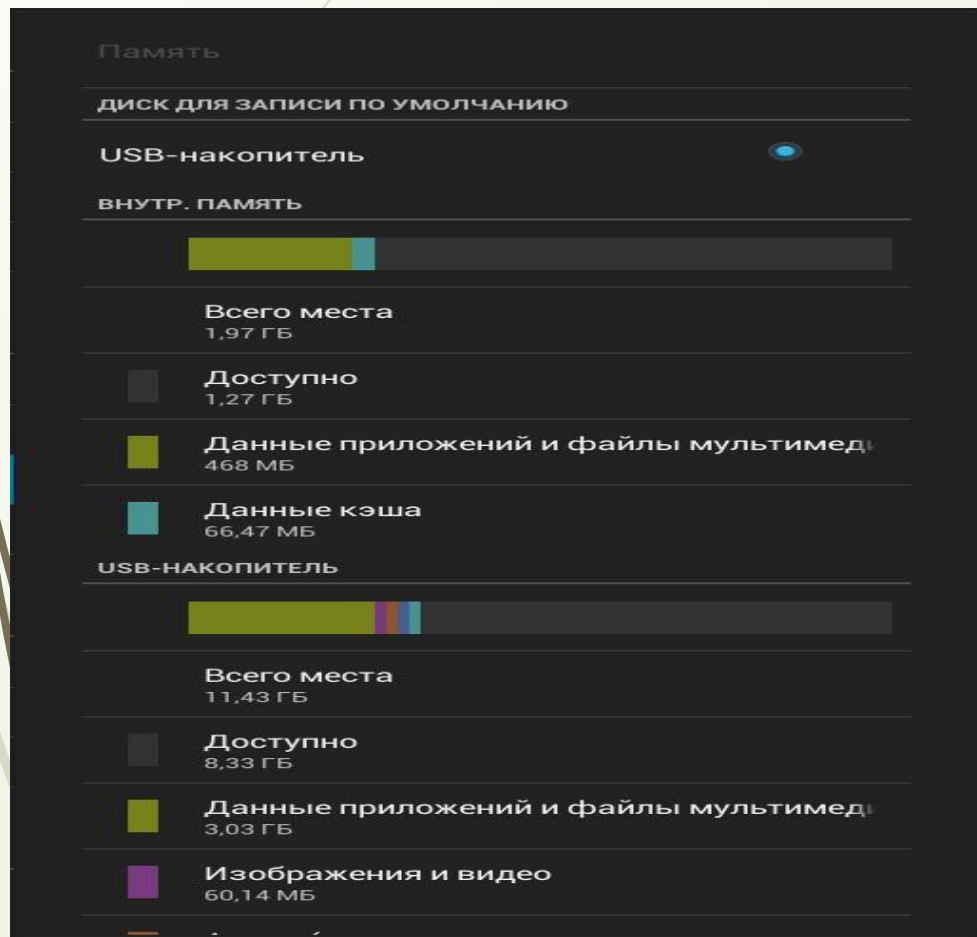 Память
ДИСК ДЛЯ ЗАПИСИ ПО УМОЛЧАНИЮ
USB-накопитель
ВНУТР. ПАМЯТЬ
Всего места
1,97 ГБ
Доступно
1,27 ГБ
Данные приложений и файлы мультимеди
468 МБ
Данные кэша
66,47 МБ
USB-НАКОПИТЕЛЬ
Всего места
11,43 ГБ
Доступно
8,33 ГБ
Данные приложений и файлы мультимеди
3,03 ГБ
Изображения и видео
60,14 МБ